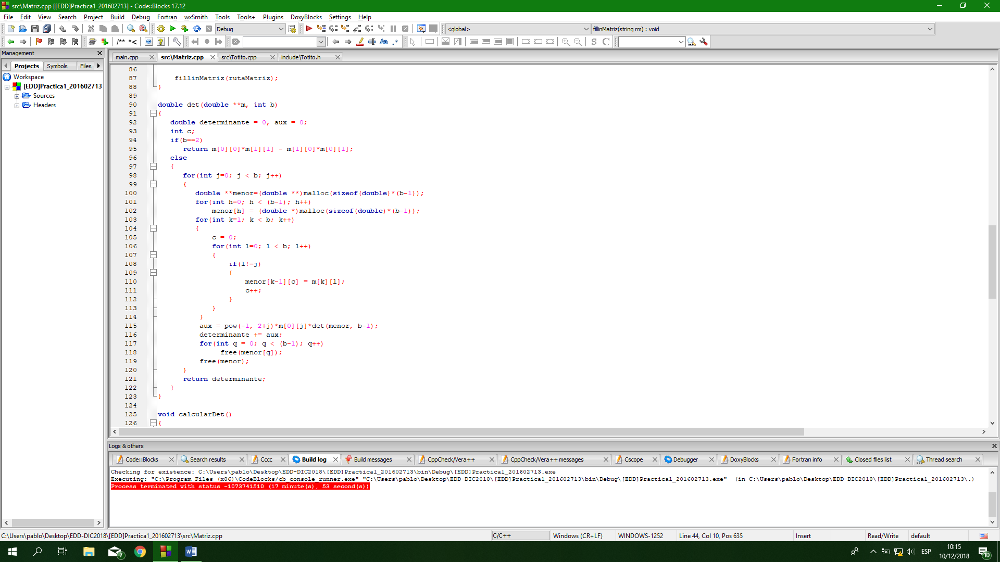 src\Matriz.cpp [[EDD]Practica1_201602713] - Code::Blocks 17.12
File Edit View Search Project Build Debug Fortran wxSmith Tools Tools+ Plugins DoxyBlocks Settings Help
Debug <global> fillinMatriz(string rm) : void
/** *<
Aa .* S C
Management
main.cpp src\Matriz.cpp src\Totito.cpp include\Totito.h
Projects Symbols Files
Workspace
[EDD]Practica1_201602713
Sources
Headers
86
87 fillinMatriz(rutaMatriz);
88 }
89
90 double det(double **m, int b)
91 {
92 double determinante = 0, aux = 0;
93 int c;
94 if(b==2)
95 return m[0][0]*m[1][1] - m[1][0]*m[0][1];
96 else
97 {
98 for(int j=0; j < b; j++)
99 {
100 double **menor=(double **)malloc(sizeof(double)*(b-1));
101 for(int h=0; h < (b-1); h++)
102 menor[h] = (double *)malloc(sizeof(double)*(b-1));
103 for(int k=1; k < b; k++)
104 {
105 c = 0;
106 for(int l=0; l < b; l++)
107 {
108 if(l!=j)
109 {
110 menor[k-1][c] = m[k][l];
111 c++;
112 }
113 }
114 }
115 aux = pow(-1, 2+j)*m[0][j]*det(menor, b-1);
116 determinante += aux;
117 for(int q = 0; q < (b-1); q++)
118 free(menor[q]);
119 free(menor);
120 }
121 return determinante;
122 }
123 }
124
125 void calcularDet()
126 {
Logs & others
Code::Blocks Search results Cccc Build log Build messages CppCheck/Vera++ CppCheck/Vera++ messages Cscope Debugger DoxyBlocks Fortran info Closed files list Thread search
Checking for existence: C:\Users\pablo\Desktop\EDD-DIC2018\[EDD]Practica1_201602713\bin\Debug\[EDD]Practica1_201602713.exe
Executing: "C:\Program Files (x86)\CodeBlocks/cb_console_runner.exe" "C:\Users\pablo\Desktop\EDD-DIC2018\[EDD]Practica1_201602713\bin\Debug\[EDD]Practica1_201602713.exe" (in C:\Users\pablo\Desktop\EDD-DIC2018\[EDD]Practica1_201602713\.)
Process terminated with status -1073741510 (17 minute(s), 53 second(s))
C:\Users\pablo\Desktop\EDD-DIC2018\[EDD]Practica1_201602713\src\Matriz.cpp C/C++ Windows (CR+LF) WINDOWS-1252 Line 44, Col 10, Pos 635 Insert Read/Write default
7 ESP 10:15
10/12/2018 10